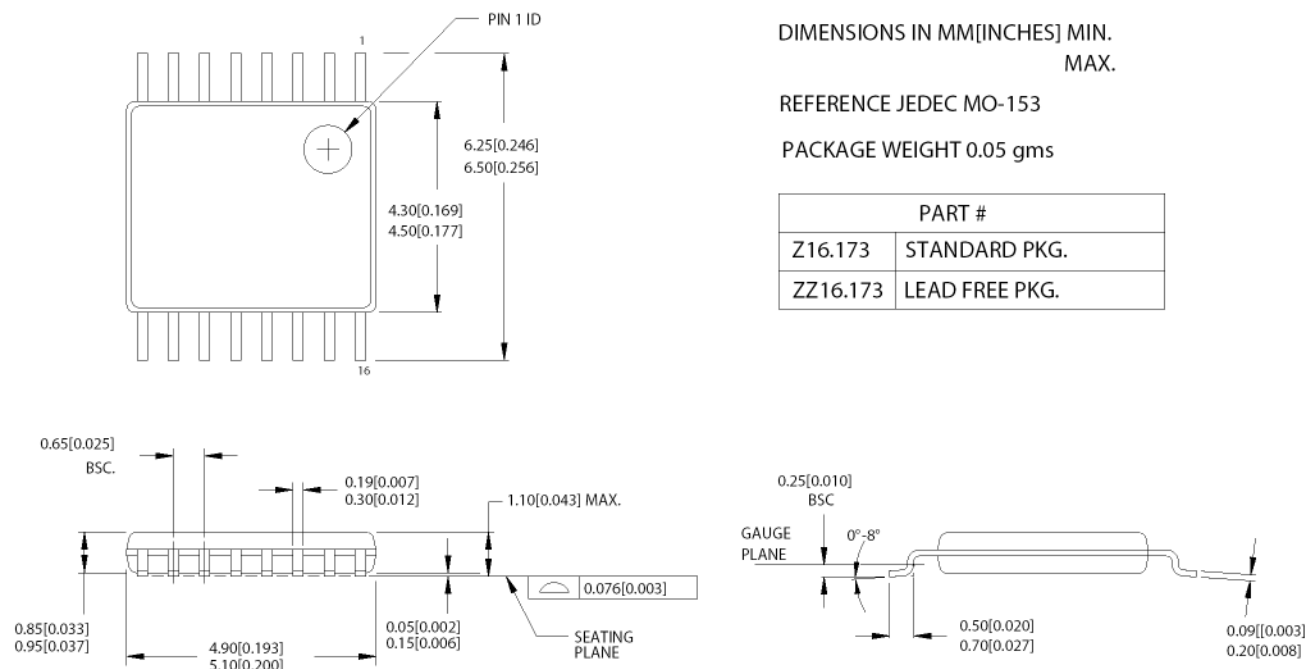 PIN 1 ID
1
6.25[0.246]
6.50[0.256]
4.30[0.169]
4.50[0.177]
16
DIMENSIONS IN MM[INCHES] MIN.
MAX.
REFERENCE JEDEC MO-153
PACKAGE WEIGHT 0.05 gms
PART #
Z16.173 STANDARD PKG.
ZZ16.173 LEAD FREE PKG.
0.65[0.025]
BSC.
0.19[0.007]
0.30[0.012]
1.10[0.043] MAX.
0.076[0.003]
0.85[0.033]
0.95[0.037]
4.90[0.193]
5.10[0.200]
0.05[0.002]
0.15[0.006]
SEATING
PLANE
0.25[0.010]
BSC
GAUGE
PLANE
0°-8°
0.50[0.020]
0.70[0.027]
0.09[[0.003]
0.20[0.008]